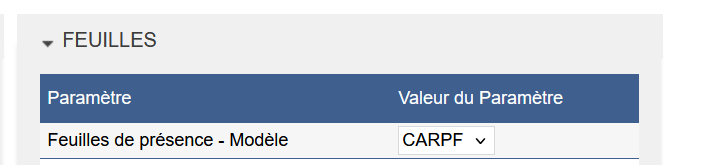 FEUILLES
Paramètre Valeur du Paramètre
Feuilles de présence - Modèle CARPF